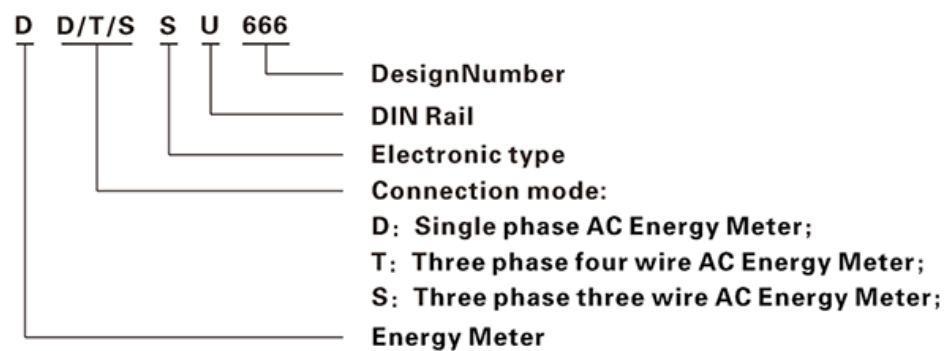 D D/T/S S U 666
DesignNumber
DIN Rail
Electronic type
Connection mode:
D: Single phase AC Energy Meter;
T: Three phase four wire AC Energy Meter;
S: Three phase three wire AC Energy Meter;
Energy Meter